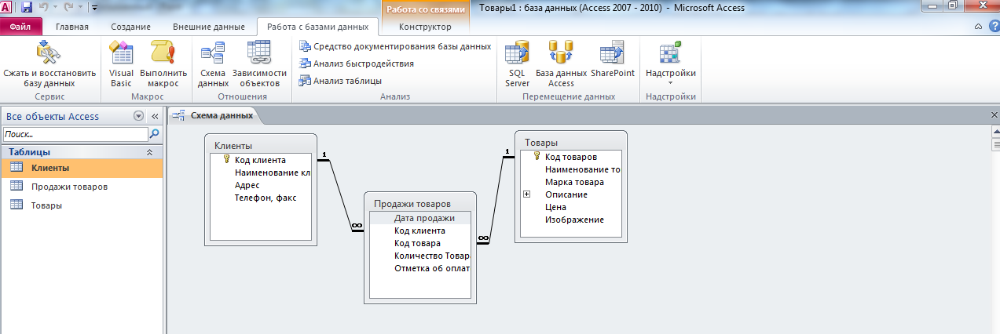 Работа со связями
Товары1 : база данных (Access 2007 - 2010) - Microsoft Access
Файл Главная Создание Внешние данные Работа с базами данных Конструктор
Сжать и восстановить базу данных
Visual Basic
Выполнить макрос
Схема данных
Зависимости объектов
Средство документирования базы данных
Анализ быстродействия
Анализ таблицы
SQL Server
База данных Access
SharePoint
Надстройки
Сервис Макрос Отношения Анализ Перемещение данных Надстройки
Все объекты Access
Поиск...
Таблицы
Клиенты
Продажи товаров
Товары
Схема данных
Клиенты
Код клиента
Наименование кл
Адрес
Телефон, факс
1
∞
Продажи товаров
Дата продажи
Код клиента
Код товара
Количество Товар
Отметка об оплат
∞
1
Товары
Код товаров
Наименование то
Марка товара
Описание
Цена
Изображение